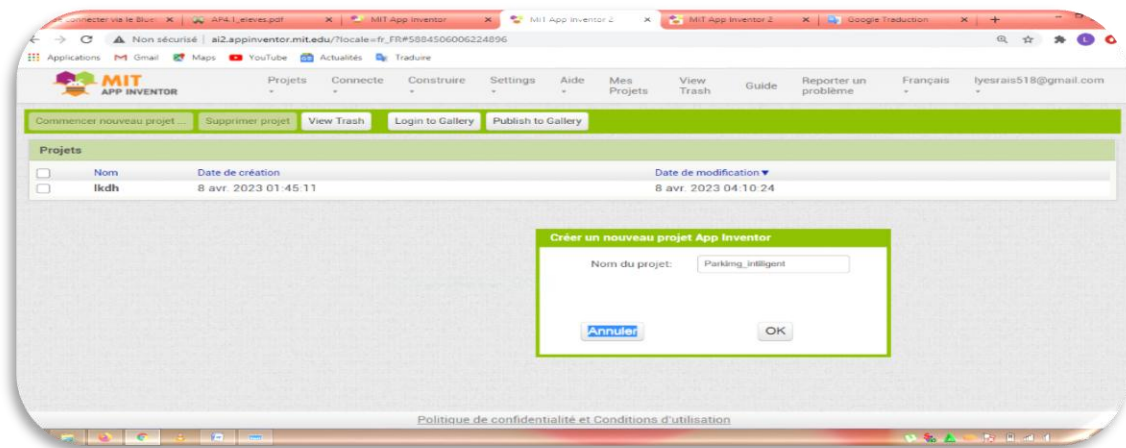 connecter via le Blue
AP4.1_eleves.pdf
MIT App Inventor
MIT App Inventor 2
MIT App Inventor 2
Google Traduction
Non sécurisé | ai2.appinventor.mit.edu/?locale=fr_FR#5884506006224896
Applications M Gmail Maps YouTube Actualités Traduire
MIT
APP INVENTOR
Projets Connecte Construire Settings Aide Mes Projets View Trash Guide Reporter un problème Français lyesrais518@gmail.com
Commencer nouveau projet ... Supprimer projet View Trash Login to Gallery Publish to Gallery
Projets
Nom Date de création Date de modification
lkdh 8 avr. 2023 01:45:11 8 avr. 2023 04:10:24
Créer un nouveau projet App Inventor
Nom du projet: Parkimg_intiligent
Annuler OK
Politique de confidentialité et Conditions d'utilisation